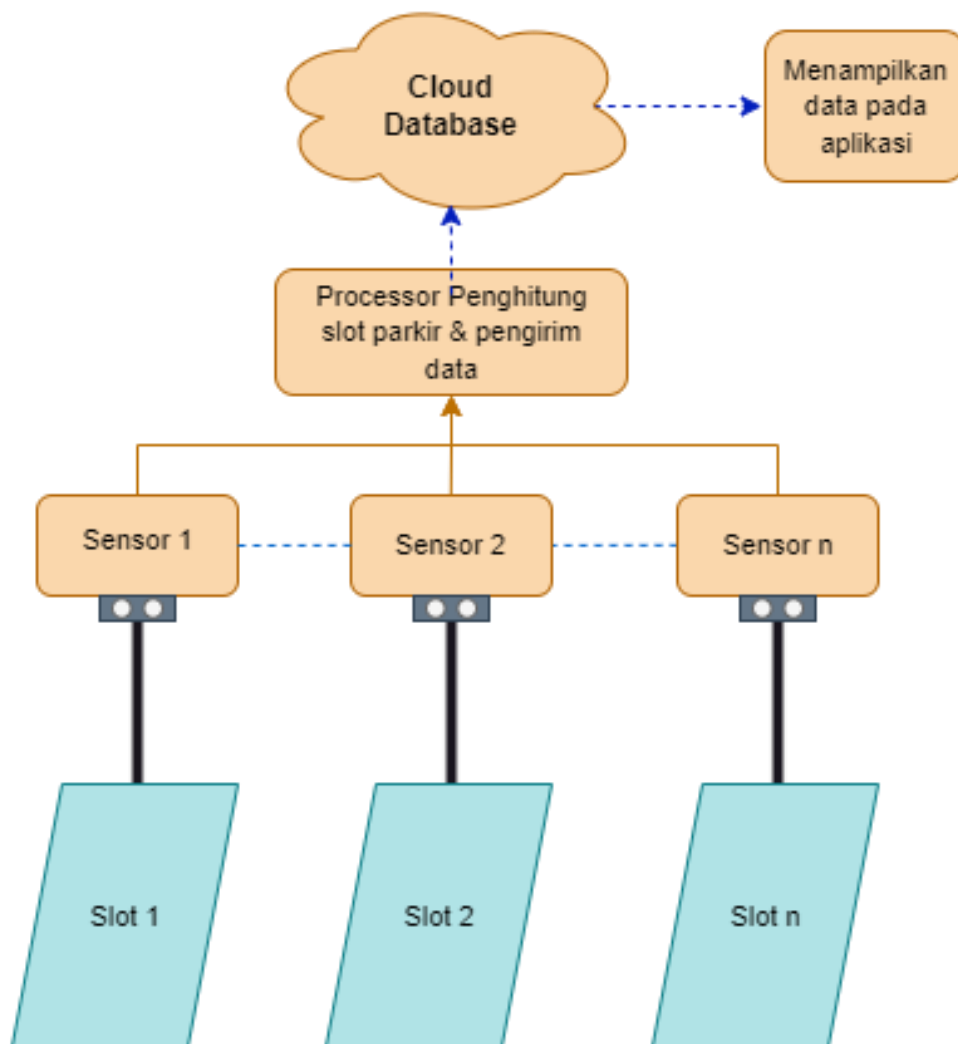 Cloud
Database
Menampilkan
data pada
aplikasi
Processor Penghitung
slot parkir & pengirim
data
Sensor 1
Sensor 2
Sensor n
Slot 1
Slot 2
Slot n